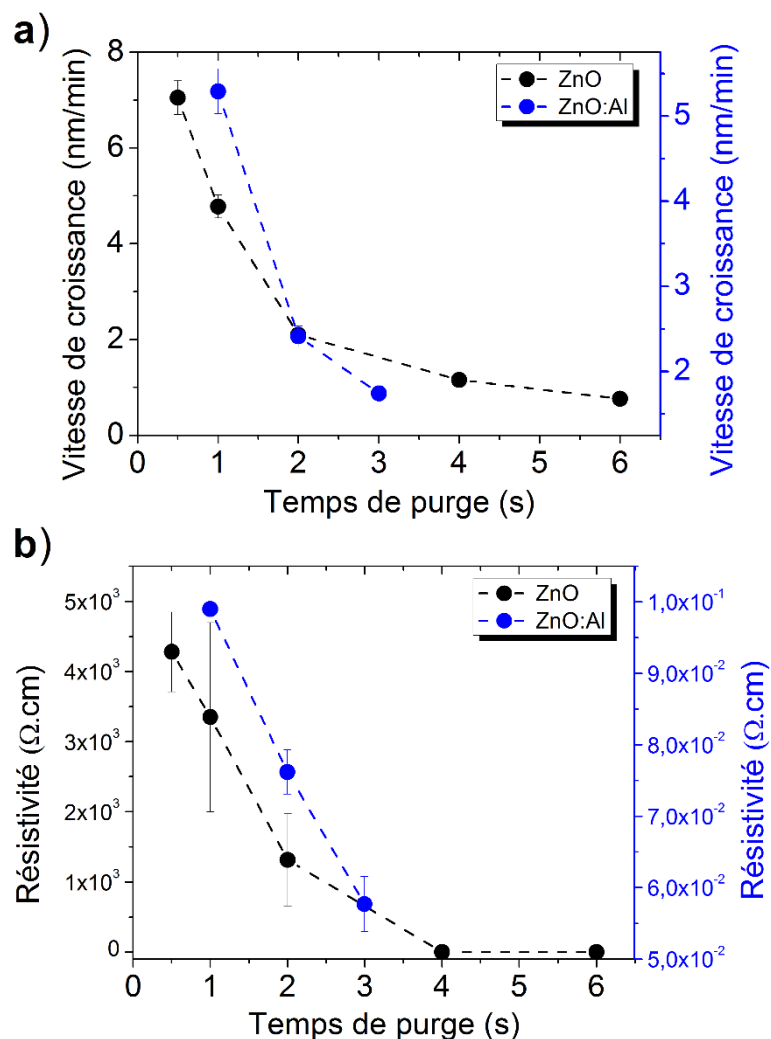 a)
Vitesse de croissance (nm/min)
8
6
4
2
0
ZnO
ZnO:Al
5
4
3
2
Vitesse de croissance (nm/min)
0 1 2 3 4 5 6
Temps de purge (s)
b)
Résistivité (Ω.cm)
5x10³
4x10³
3x10³
2x10³
1x10³
0
ZnO
ZnO:Al
1,0x10⁻¹
9,0x10⁻²
8,0x10⁻²
7,0x10⁻²
6,0x10⁻²
5,0x10⁻²
Résistivité (Ω.cm)
0 1 2 3 4 5 6
Temps de purge (s)